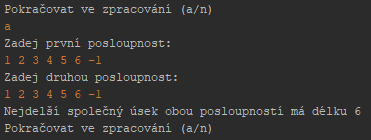 Pokračovat ve zpracování (a/n)
a
Zadej první posloupnost:
1 2 3 4 5 6 -1
Zadej druhou posloupnost:
1 2 3 4 5 6 -1
Nejdelší společný úsek obou posloupností má délku 6
Pokračovat ve zpracování (a/n)